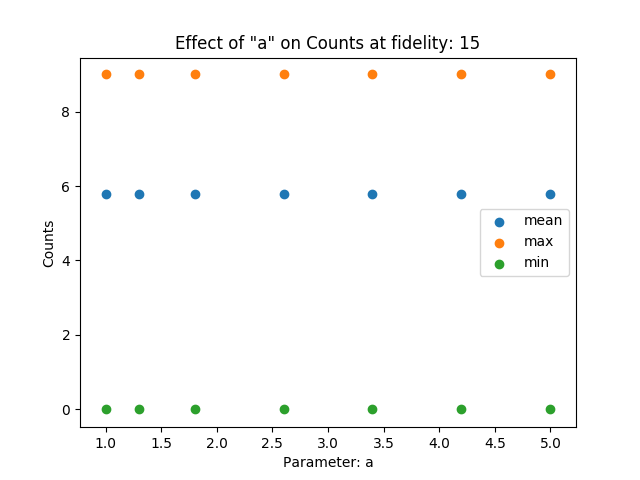 Effect of "a" on Counts at fidelity: 15
Counts
8
6
4
2
0
mean
max
min
1.0 1.5 2.0 2.5 3.0 3.5 4.0 4.5 5.0
Parameter: a